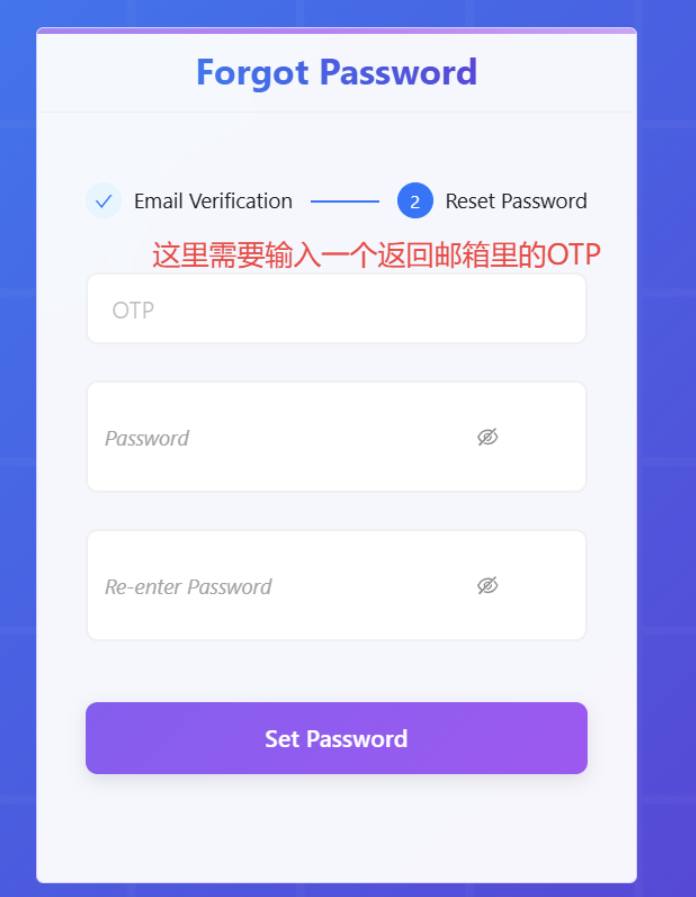 Forgot Password
Email Verification
2
Reset Password
这里需要输入一个返回邮箱里的OTP
OTP
Password
Re-enter Password
Set Password